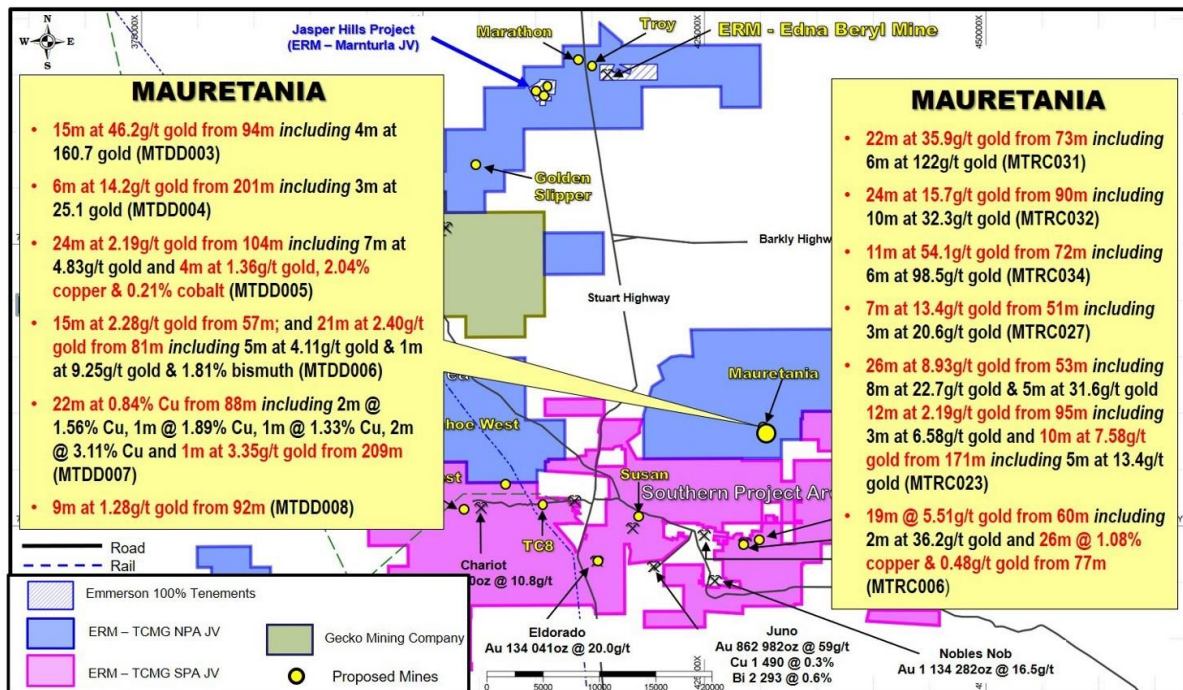 N
W
E
S
378000X
425000X
450000X
Jasper Hills Project
(ERM – Marnturla JV)
Marathon
Troy
ERM - Edna Beryl Mine
MAURETANIA
• 15m at 46.2g/t gold from 94m including 4m at
160.7 gold (MTDD003)
• 6m at 14.2g/t gold from 201m including 3m at
25.1 gold (MTDD004)
• 24m at 2.19g/t gold from 104m including 7m at
4.83g/t gold and 4m at 1.36g/t gold, 2.04%
copper & 0.21% cobalt (MTDD005)
• 15m at 2.28g/t gold from 57m; and 21m at 2.40g/t
gold from 81m including 5m at 4.11g/t gold & 1m
at 9.25g/t gold & 1.81% bismuth (MTDD006)
• 22m at 0.84% Cu from 88m including 2m @
1.56% Cu, 1m @ 1.89% Cu, 1m @ 1.33% Cu, 2m
@ 3.11% Cu and 1m at 3.35g/t gold from 209m
(MTDD007)
• 9m at 1.28g/t gold from 92m (MTDD008)
MAURETANIA
• 22m at 35.9g/t gold from 73m including
6m at 122g/t gold (MTRC031)
• 24m at 15.7g/t gold from 90m including
10m at 32.3g/t gold (MTRC032)
• 11m at 54.1g/t gold from 72m including
6m at 98.5g/t gold (MTRC034)
• 7m at 13.4g/t gold from 51m including
3m at 20.6g/t gold (MTRC027)
• 26m at 8.93g/t gold from 53m including
8m at 22.7g/t gold & 5m at 31.6g/t gold
12m at 2.19g/t gold from 95m including
3m at 6.58g/t gold and 10m at 7.58g/t
gold from 171m including 5m at 13.4g/t
gold (MTRC023)
• 19m @ 5.51g/t gold from 60m including
2m at 36.2g/t gold and 26m @ 1.08%
copper & 0.48g/t gold from 77m
(MTRC006)
Golden
Slipper
Barkly Highw
Stuart Highway
Mauretania
hoe West
est
Susan
Southern Project Are
TC8
Chariot
0oz @ 10.8g/t
Eldorado
Au 134 041oz @ 20.0g/t
Juno
Au 862 982oz @ 59g/t
Cu 1 490 @ 0.3%
Bi 2 293 @ 0.6%
Nobles Nob
Au 1 134 282oz @ 16.5g/t
Road
Rail
Emmerson 100% Tenements
ERM – TCMG NPA JV
ERM – TCMG SPA JV
Gecko Mining Company
Proposed Mines
0 5000 10000 15000 20000